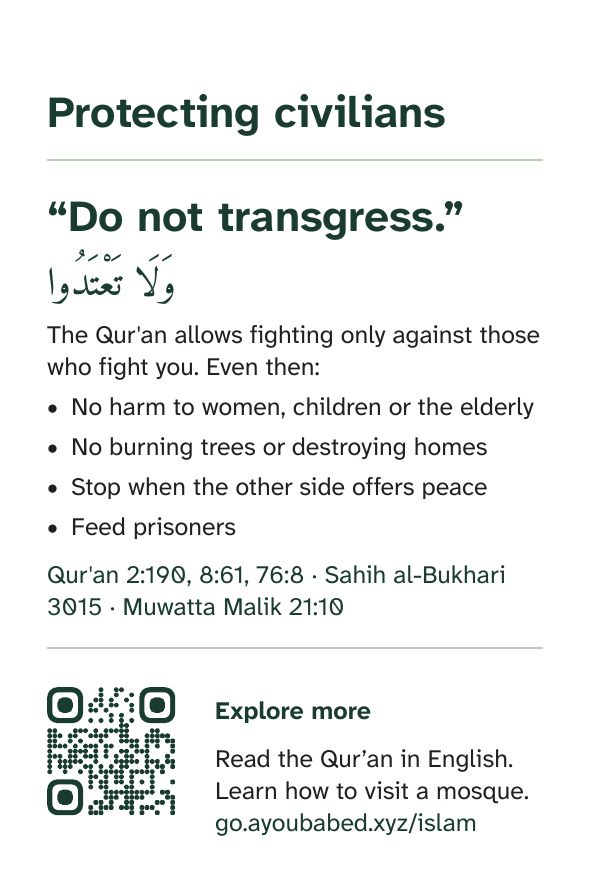 Protecting civilians
“Do not transgress.”
وَلَا تَعْتَدُوا
The Qur'an allows fighting only against those
who fight you. Even then:
• No harm to women, children or the elderly
• No burning trees or destroying homes
• Stop when the other side offers peace
• Feed prisoners
Qur'an 2:190, 8:61, 76:8 · Sahih al-Bukhari
3015 · Muwatta Malik 21:10
Explore more
Read the Qur’an in English.
Learn how to visit a mosque.
go.ayoubabed.xyz/islam